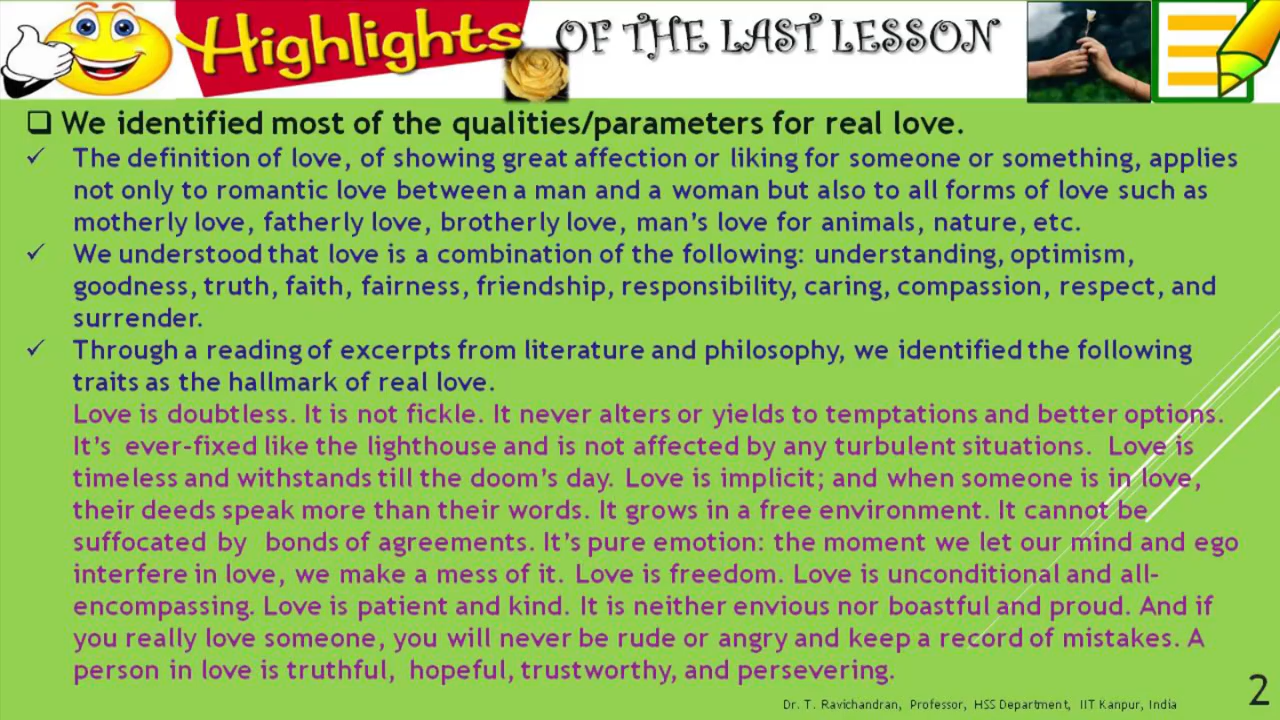 Highlights OF THE LAST LESSON
❑ We identified most of the qualities/parameters for real love.
✓ The definition of love, of showing great affection or liking for someone or something, applies
not only to romantic love between a man and a woman but also to all forms of love such as
motherly love, fatherly love, brotherly love, man's love for animals, nature, etc.
✓ We understood that love is a combination of the following: understanding, optimism,
goodness, truth, faith, fairness, friendship, responsibility, caring, compassion, respect, and
surrender.
✓ Through a reading of excerpts from literature and philosophy, we identified the following
traits as the hallmark of real love.
Love is doubtless. It is not fickle. It never alters or yields to temptations and better options.
It's ever-fixed like the lighthouse and is not affected by any turbulent situations. Love is
timeless and withstands till the doom's day. Love is implicit; and when someone is in love,
their deeds speak more than their words. It grows in a free environment. It cannot be
suffocated by bonds of agreements. It's pure emotion: the moment we let our mind and ego
interfere in love, we make a mess of it. Love is freedom. Love is unconditional and all-
encompassing. Love is patient and kind. It is neither envious nor boastful and proud. And if
you really love someone, you will never be rude or angry and keep a record of mistakes. A
person in love is truthful, hopeful, trustworthy, and persevering.
Dr. T. Ravichandran, Professor, HSS Department, IIT Kanpur, India
2